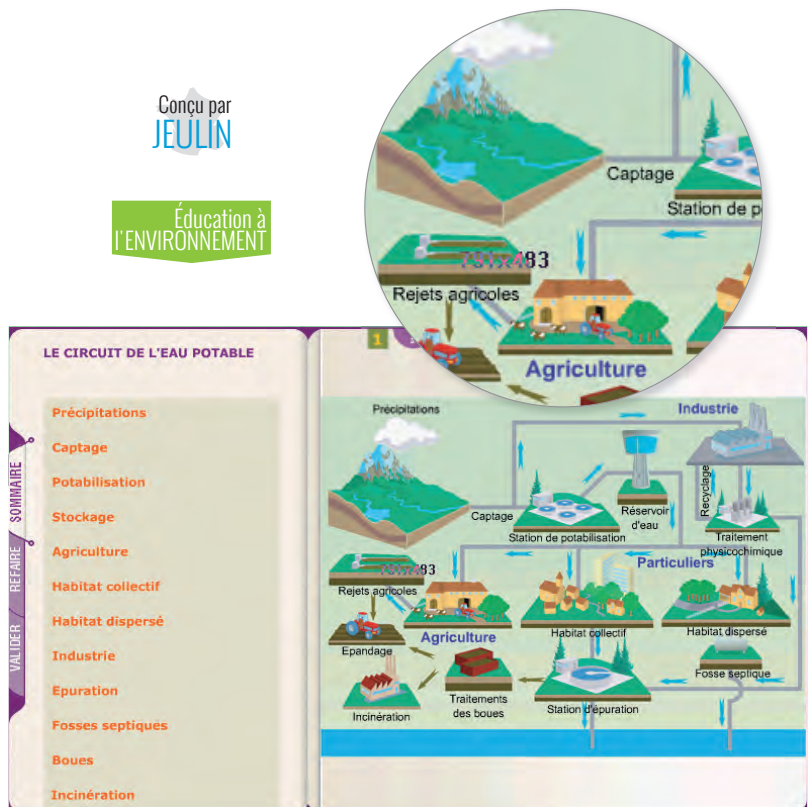 Conçu par
JEULIN
Éducation à
l'ENVIRONNEMENT
Captage
Station de p
791x483
Rejets agricoles
Agriculture
1
LE CIRCUIT DE L'EAU POTABLE
Précipitations
Captage
Potabilisation
Stockage
Agriculture
Habitat collectif
Habitat dispersé
Industrie
Epuration
Fosses septiques
Boues
Incinération
SOMMAIRE
REFAIRE
VALIDER
Précipitations
Industrie
Recyclage
Captage
Réservoir
d'eau
Station de potabilisation
Traitement
physicochimique
Particuliers
791x483
Rejets agricoles
Agriculture
Habitat collectif
Habitat dispersé
Epandage
Fosse septique
Incinération
Traitements
des boues
Station d'épuration